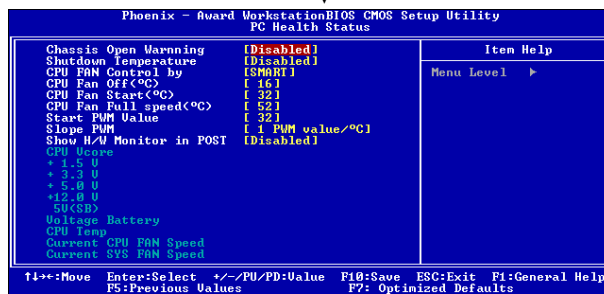 Phoenix - Award WorkstationBIOS CMOS Setup Utility
PC Health Status
Chassis Open Warnning [Disabled]
Shutdown Temperature [Disabled]
CPU FAN Control by [SMART]
CPU Fan Off(ºC) [ 16]
CPU Fan Start(ºC) [ 32]
CPU Fan Full speed(ºC) [ 52]
Start PWM Value [ 32]
Slope PWM [ 1 PWM value/ºC]
Show H/W Monitor in POST [Disabled]
CPU Vcore
+ 1.5 V
+ 3.3 V
+ 5.0 V
+12.0 V
5V(SB)
Voltage Battery
CPU Temp
Current CPU FAN Speed
Current SYS FAN Speed
Item Help
Menu Level ▶
↑↓→←:Move Enter:Select +/-/PU/PD:Value F10:Save ESC:Exit F1:General Help
F5:Previous Values F7: Optimized Defaults